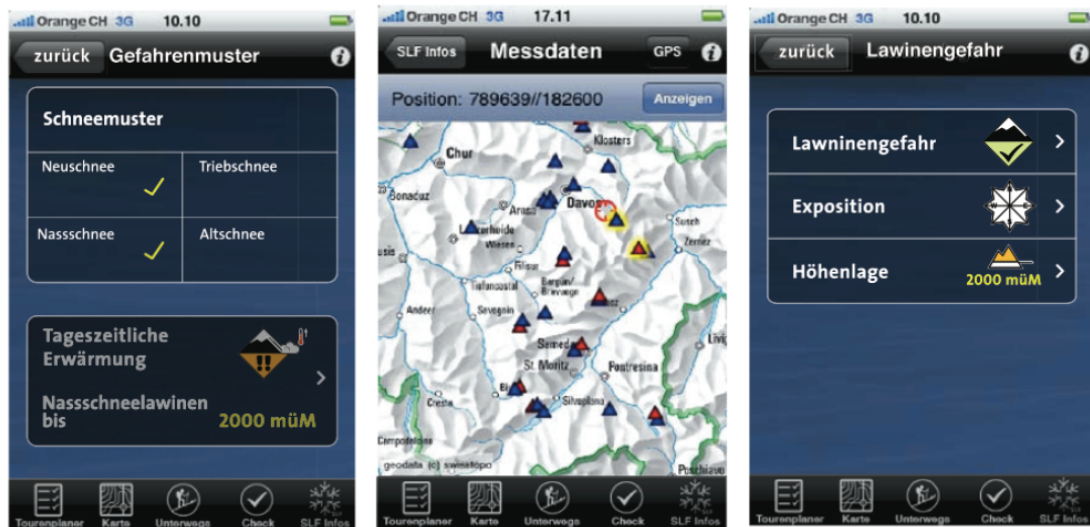 Orange CH 3G 10.10
zurück Gefahrenmuster
Schneemuster
Neuschnee Triebschnee
Nassschnee Altschnee
Tageszeitliche
Erwärmung
Nassschneelawinen
bis 2000 müM
Tourenplaner Karte Unterwegs Check SLF Infos
Orange CH 3G 17.11
SLF Infos Messdaten GPS
Position: 789639//182600 Anzeigen
Klosters
Chur
Bonaduz
Davos
Arosa
Susch
Wiesen
Zernez
Filisur
Tiefencastel
Bergün/
Bravuogn
Andeer
Savognin
Samed
St. Moritz
Pontresina
Cresta
Silvaplana
geodata (c) swisstopo
Poschiavo
Tourenplaner Karte Unterwegs Check SLF Infos
Orange CH 3G 10.10
zurück Lawinengefahr
Lawninengefahr
Exposition
Höhenlage
2000 müM
Tourenplaner Karte Unterwegs Check SLF Infos